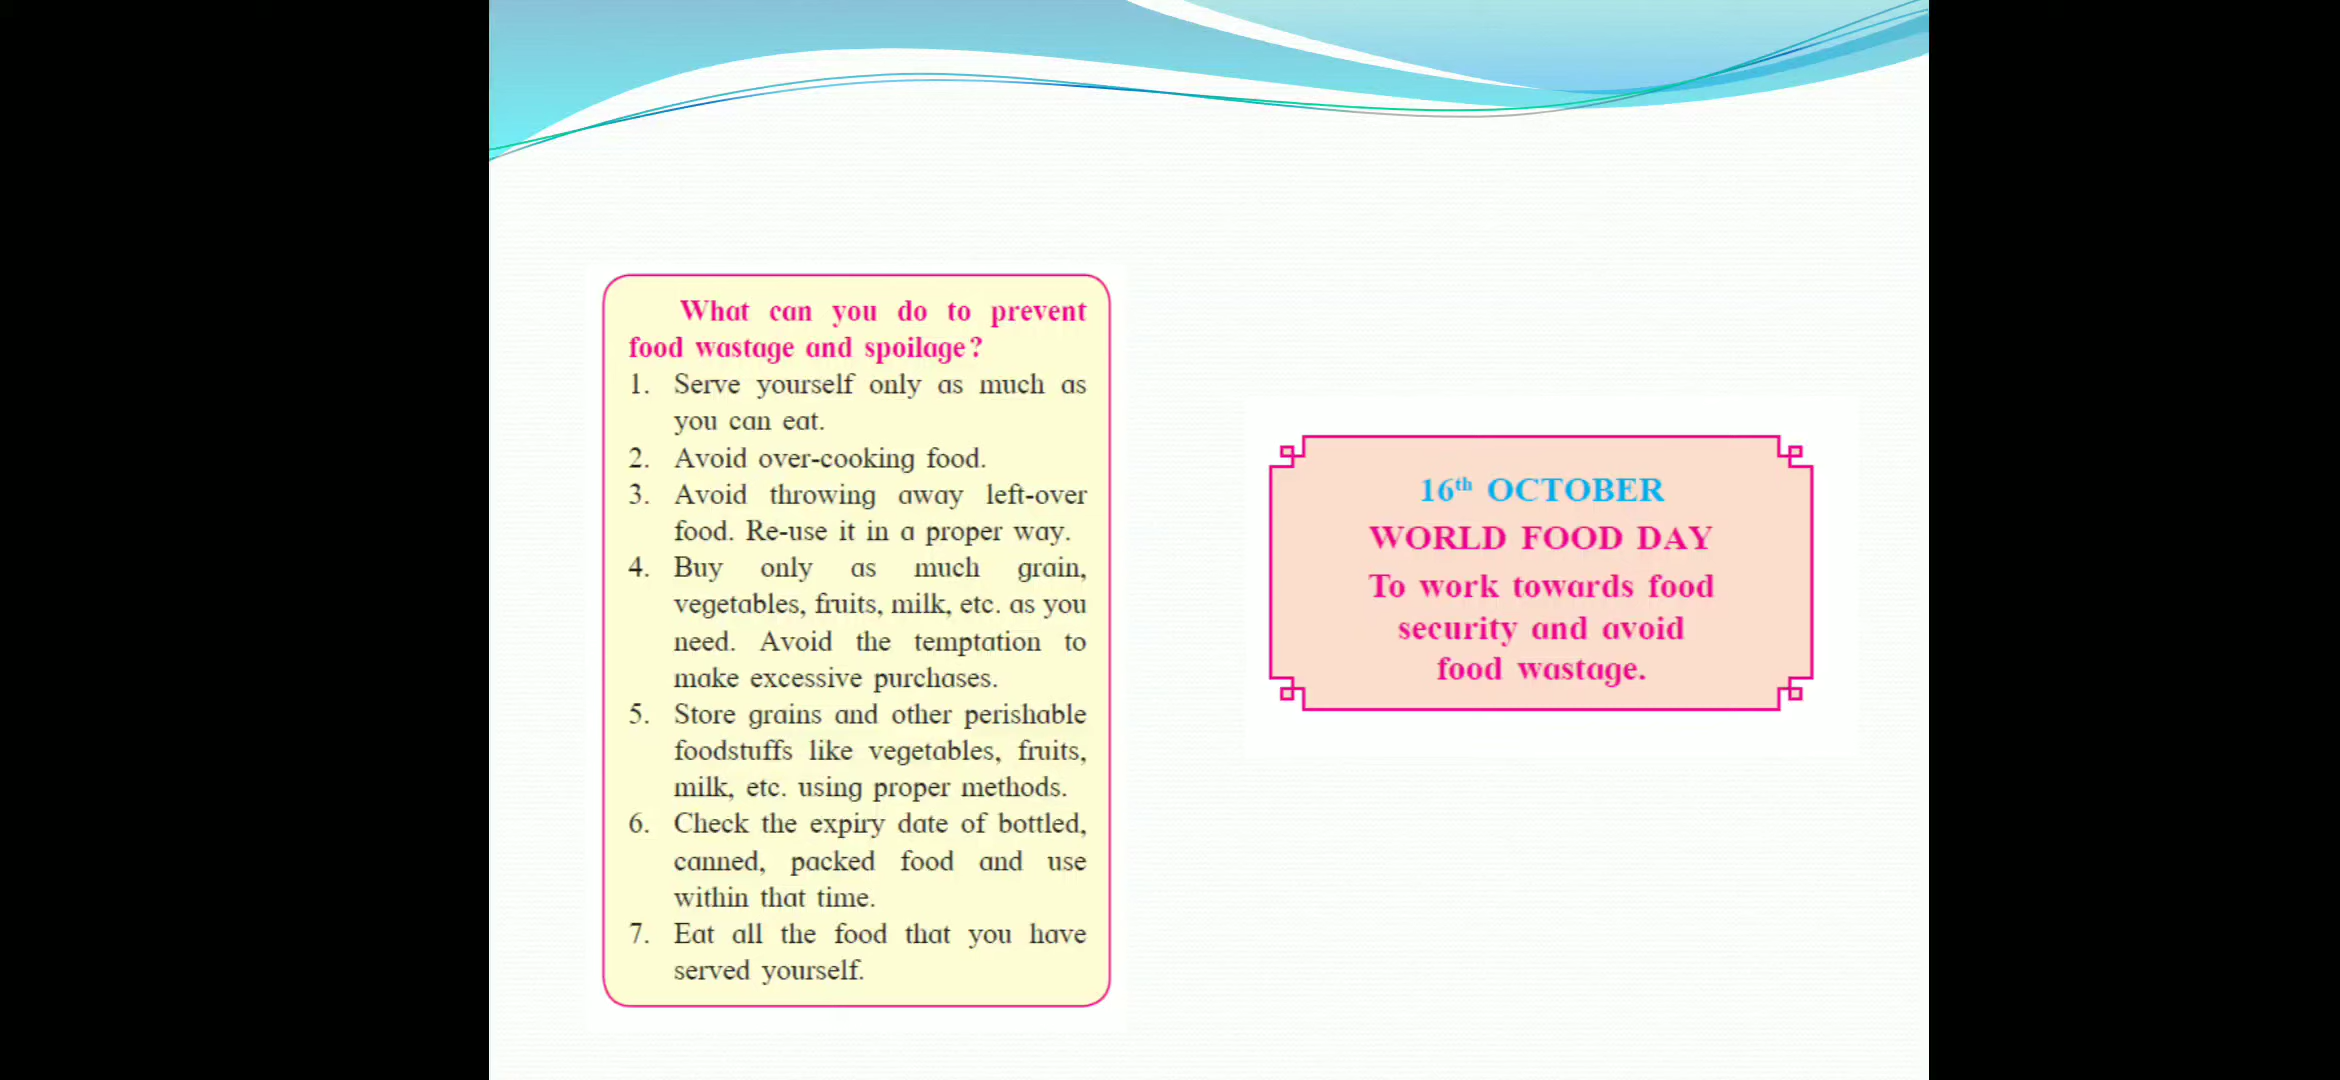 What can you do to prevent
food wastage and spoilage?
1. Serve yourself only as much as
you can eat.
2. Avoid over-cooking food.
3. Avoid throwing away left-over
food. Re-use it in a proper way.
4. Buy only as much grain,
vegetables, fruits, milk, etc. as you
need. Avoid the temptation to
make excessive purchases.
5. Store grains and other perishable
foodstuffs like vegetables, fruits,
milk, etc. using proper methods.
6. Check the expiry date of bottled,
canned, packed food and use
within that time.
7. Eat all the food that you have
served yourself.
16th OCTOBER
WORLD FOOD DAY
To work towards food
security and avoid
food wastage.